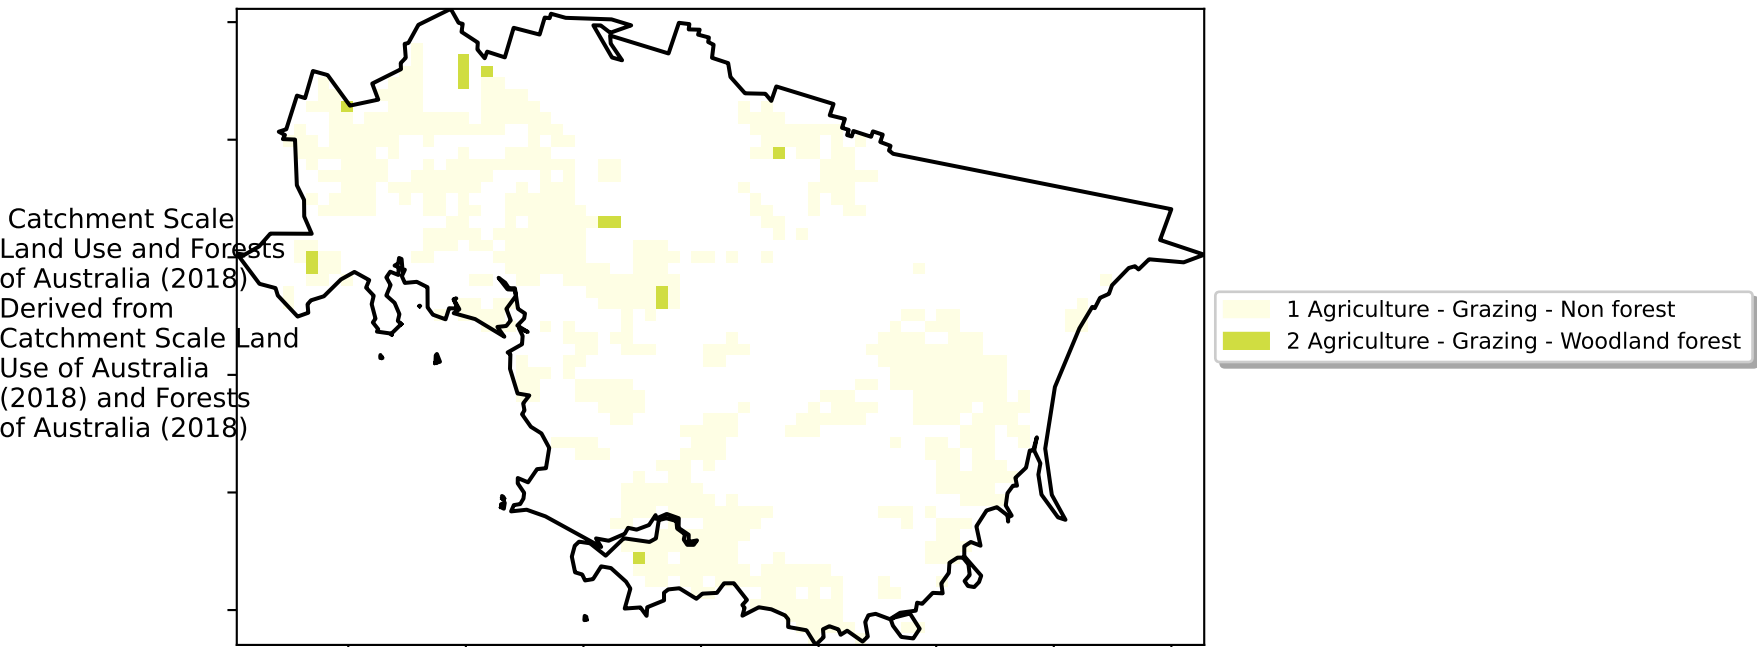 Catchment Scale
Land Use and Forests
of Australia (2018)
Derived from
Catchment Scale Land
Use of Australia
(2018) and Forests
of Australia (2018)
1 Agriculture - Grazing - Non forest
2 Agriculture - Grazing - Woodland forest